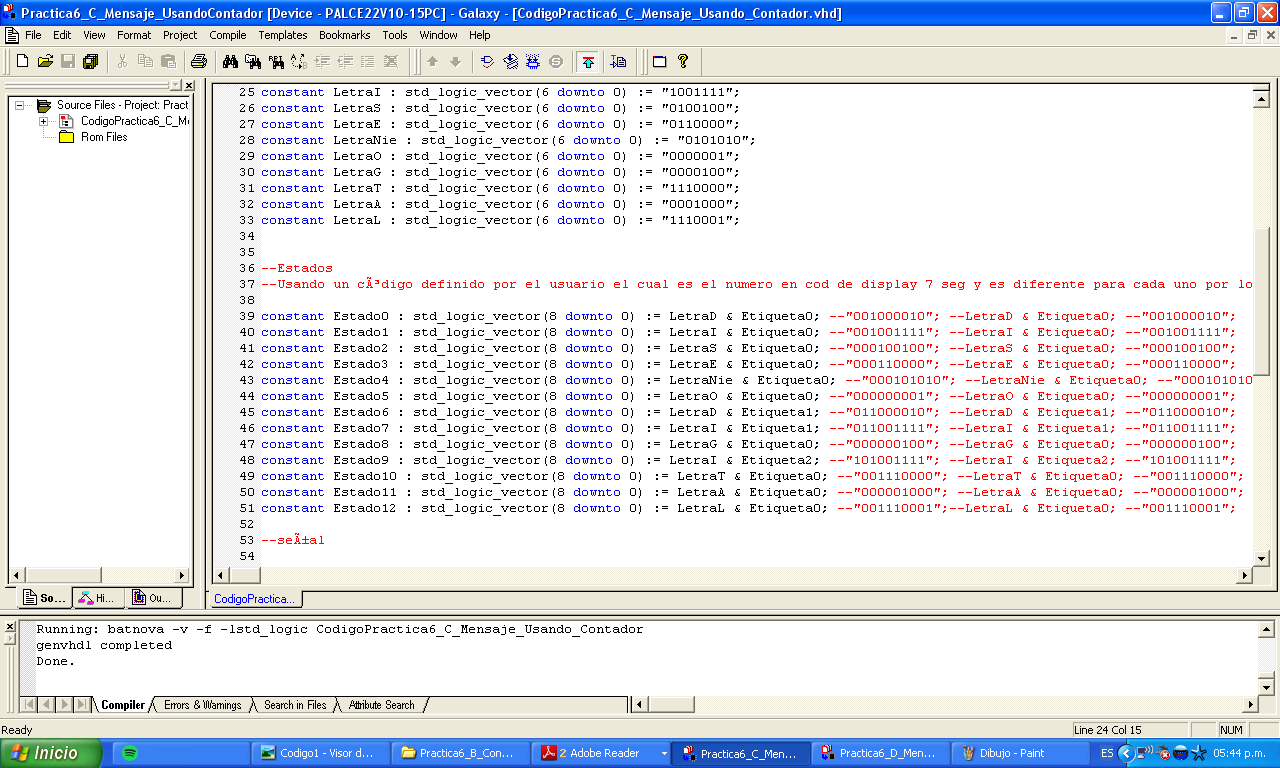 Practica6_C_Mensaje_UsandoContador [Device - PALCE22V10-15PC] - Galaxy - [CodigoPractica6_C_Mensaje_Usando_Contador.vhd]
File Edit View Format Project Compile Templates Bookmarks Tools Window Help
Source Files - Project: Pract
CodigoPractica6_C_M
Rom Files
25 constant LetraI : std_logic_vector(6 downto 0) := "1001111";
26 constant LetraS : std_logic_vector(6 downto 0) := "0100100";
27 constant LetraE : std_logic_vector(6 downto 0) := "0110000";
28 constant LetraNie : std_logic_vector(6 downto 0) := "0101010";
29 constant LetraO : std_logic_vector(6 downto 0) := "0000001";
30 constant LetraG : std_logic_vector(6 downto 0) := "0000100";
31 constant LetraT : std_logic_vector(6 downto 0) := "1110000";
32 constant LetraA : std_logic_vector(6 downto 0) := "0001000";
33 constant LetraL : std_logic_vector(6 downto 0) := "1110001";
34
35
36 --Estados
37 --Usando un cÃ³digo definido por el usuario el cual es el numero en cod de display 7 seg y es diferente para cada uno por lo
38
39 constant Estado0 : std_logic_vector(8 downto 0) := LetraD & Etiqueta0; --"001000010"; --LetraD & Etiqueta0; --"001000010";
40 constant Estado1 : std_logic_vector(8 downto 0) := LetraI & Etiqueta0; --"001001111"; --LetraI & Etiqueta0; --"001001111";
41 constant Estado2 : std_logic_vector(8 downto 0) := LetraS & Etiqueta0; --"000100100"; --LetraS & Etiqueta0; --"000100100";
42 constant Estado3 : std_logic_vector(8 downto 0) := LetraE & Etiqueta0; --"000110000"; --LetraE & Etiqueta0; --"000110000";
43 constant Estado4 : std_logic_vector(8 downto 0) := LetraNie & Etiqueta0; --"000101010"; --LetraNie & Etiqueta0; --"000101010
44 constant Estado5 : std_logic_vector(8 downto 0) := LetraO & Etiqueta0; --"000000001"; --LetraO & Etiqueta0; --"000000001";
45 constant Estado6 : std_logic_vector(8 downto 0) := LetraD & Etiqueta1; --"011000010"; --LetraD & Etiqueta1; --"011000010";
46 constant Estado7 : std_logic_vector(8 downto 0) := LetraI & Etiqueta1; --"011001111"; --LetraI & Etiqueta1; --"011001111";
47 constant Estado8 : std_logic_vector(8 downto 0) := LetraG & Etiqueta0; --"000000100"; --LetraG & Etiqueta0; --"000000100";
48 constant Estado9 : std_logic_vector(8 downto 0) := LetraI & Etiqueta2; --"101001111"; --LetraI & Etiqueta2; --"101001111";
49 constant Estado10 : std_logic_vector(8 downto 0) := LetraT & Etiqueta0; --"001110000"; --LetraT & Etiqueta0; --"001110000";
50 constant Estado11 : std_logic_vector(8 downto 0) := LetraA & Etiqueta0; --"000001000"; --LetraA & Etiqueta0; --"000001000";
51 constant Estado12 : std_logic_vector(8 downto 0) := LetraL & Etiqueta0; --"001110001";--LetraL & Etiqueta0; --"001110001";
52
53 --seÃ±al
54
So... Hi... Ou...
CodigoPractica...
Running: batnova -v -f -lstd_logic CodigoPractica6_C_Mensaje_Usando_Contador
genvhdl completed
Done.
Compiler Errors & Warnings Search in Files Attribute Search
Ready Line 24 Col 15 NUM
Inicio Codigo1 - Visor d... Practica6_B_Con... 2 Adobe Reader Practica6_C_Men... Practica6_D_Men... Dibujo - Paint ES 05:44 p.m.